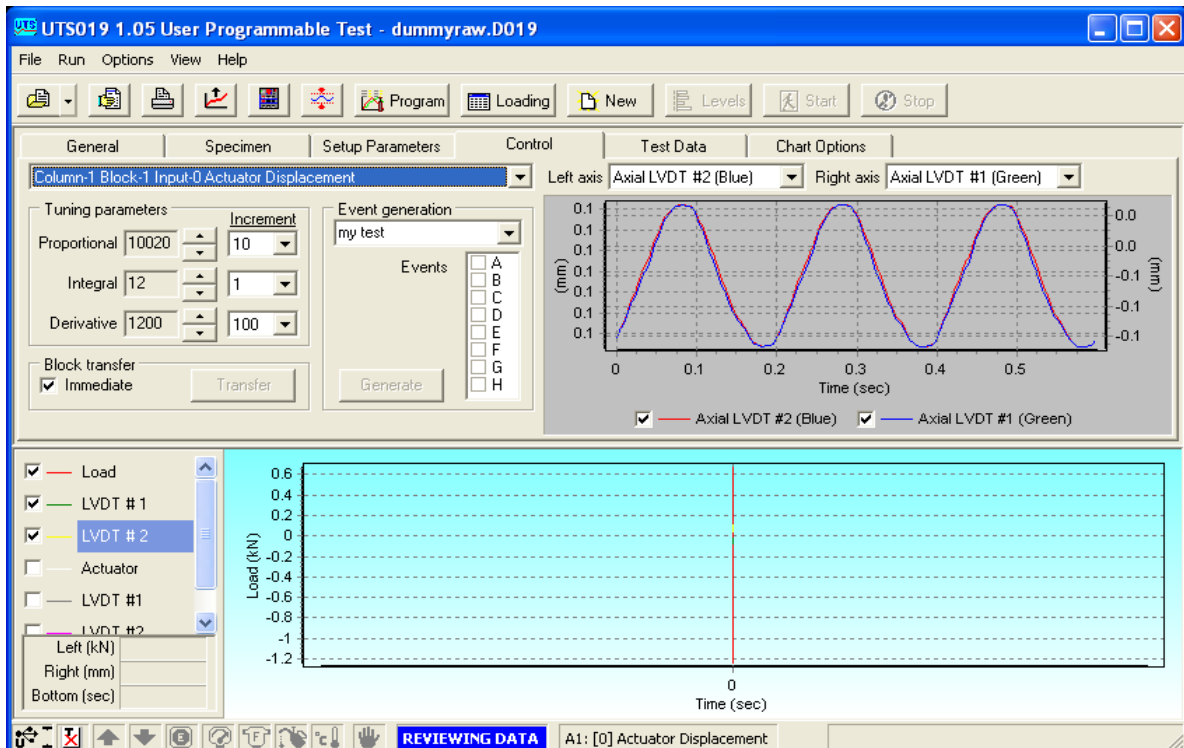 UTS UTS019 1.05 User Programmable Test - dummyraw.D019
File Run Options View Help
Program Loading New Levels Start Stop
General Specimen Setup Parameters Control Test Data Chart Options
Column-1 Block-1 Input-0 Actuator Displacement
Left axis Axial LVDT #2 (Blue) Right axis Axial LVDT #1 (Green)
Tuning parameters
Increment
Proportional 10020 10
Integral 12 1
Derivative 1200 100
Block transfer
Immediate Transfer
Event generation
my test
Events A
B
C
D
E
F
G
H
Generate
0.1
0.1
0.1
0.1
0.1
0.1
0.1
(mm)
0.0
0.0
-0.1
-0.1
-0.1
(mm)
0 0.1 0.2 0.3 0.4 0.5
Time (sec)
Axial LVDT #2 (Blue) Axial LVDT #1 (Green)
Load
LVDT # 1
LVDT # 2
Actuator
LVDT #1
LVDT #2
Left (kN)
Right (mm)
Bottom (sec)
Load (kN)
0.6
0.4
0.2
0
-0.2
-0.4
-0.6
-0.8
-1
-1.2
0
Time (sec)
E F °c REVIEWING DATA A1: [0] Actuator Displacement